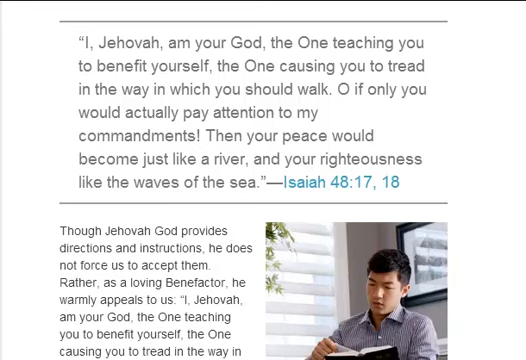 “I, Jehovah, am your God, the One teaching you
to benefit yourself, the One causing you to tread
in the way in which you should walk. O if only you
would actually pay attention to my
commandments! Then your peace would
become just like a river, and your righteousness
like the waves of the sea.”—Isaiah 48:17, 18
Though Jehovah God provides
directions and instructions, he does
not force us to accept them.
Rather, as a loving Benefactor, he
warmly appeals to us: “I, Jehovah,
am your God, the One teaching
you to benefit yourself, the One
causing you to tread in the way in